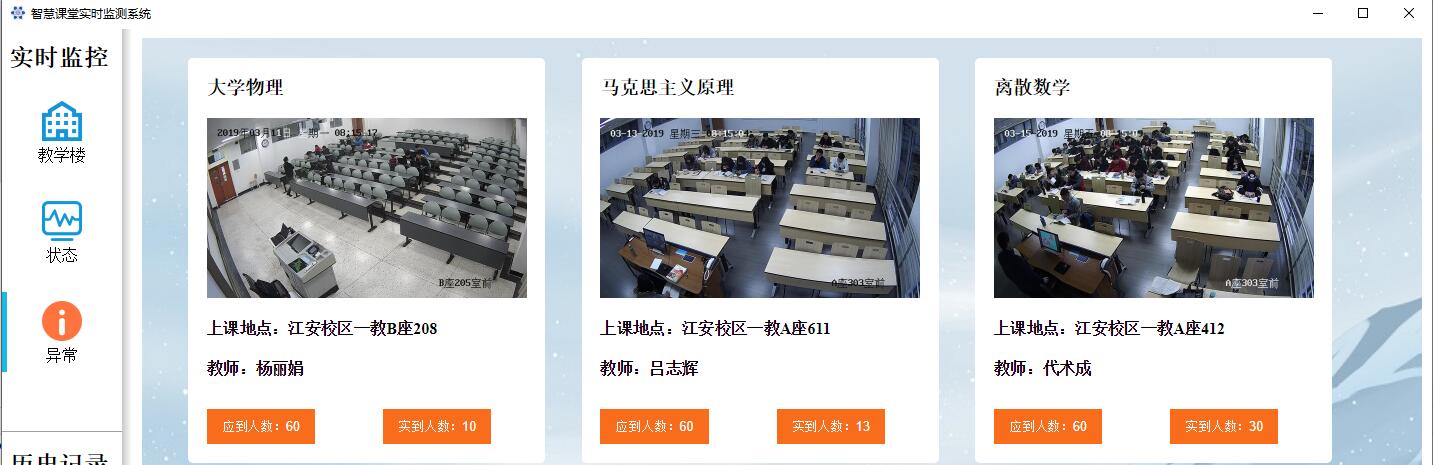 智慧课堂实时监测系统
实时监控
教学楼
状态
异常
历史记录
大学物理
2019年03月11日 星期一 08:15:17
B座205室前
上课地点：江安校区一教B座208
教师：杨丽娟
应到人数：60
实到人数：10
马克思主义原理
03-13-2019 星期三 8:15:0
A座303室前
上课地点：江安校区一教A座611
教师：吕志辉
应到人数：60
实到人数：13
离散数学
03-15-2019 星期五 08:15:0
A座303室前
上课地点：江安校区一教A座412
教师：代术成
应到人数：60
实到人数：30